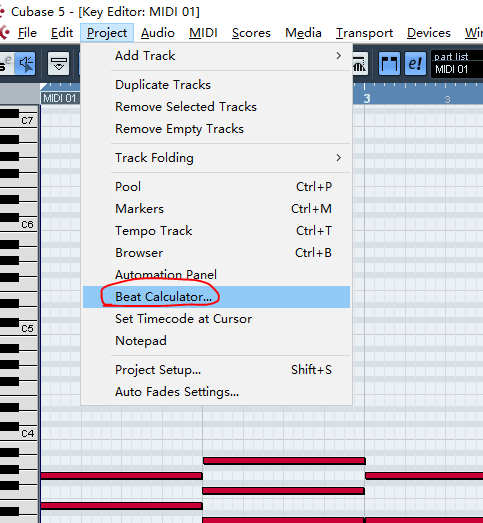 Cubase 5 - [Key Editor: MIDI 01]
File Edit Project Audio MIDI Scores Media Transport Devices
part list
MIDI 01
MIDI 01 3 3
Add Track
Duplicate Tracks
Remove Selected Tracks
Remove Empty Tracks
Track Folding
Pool Ctrl+P
Markers Ctrl+M
Tempo Track Ctrl+T
Browser Ctrl+B
Automation Panel
Beat Calculator...
Set Timecode at Cursor
Notepad
Project Setup... Shift+S
Auto Fades Settings...
C7
C6
C5
C4